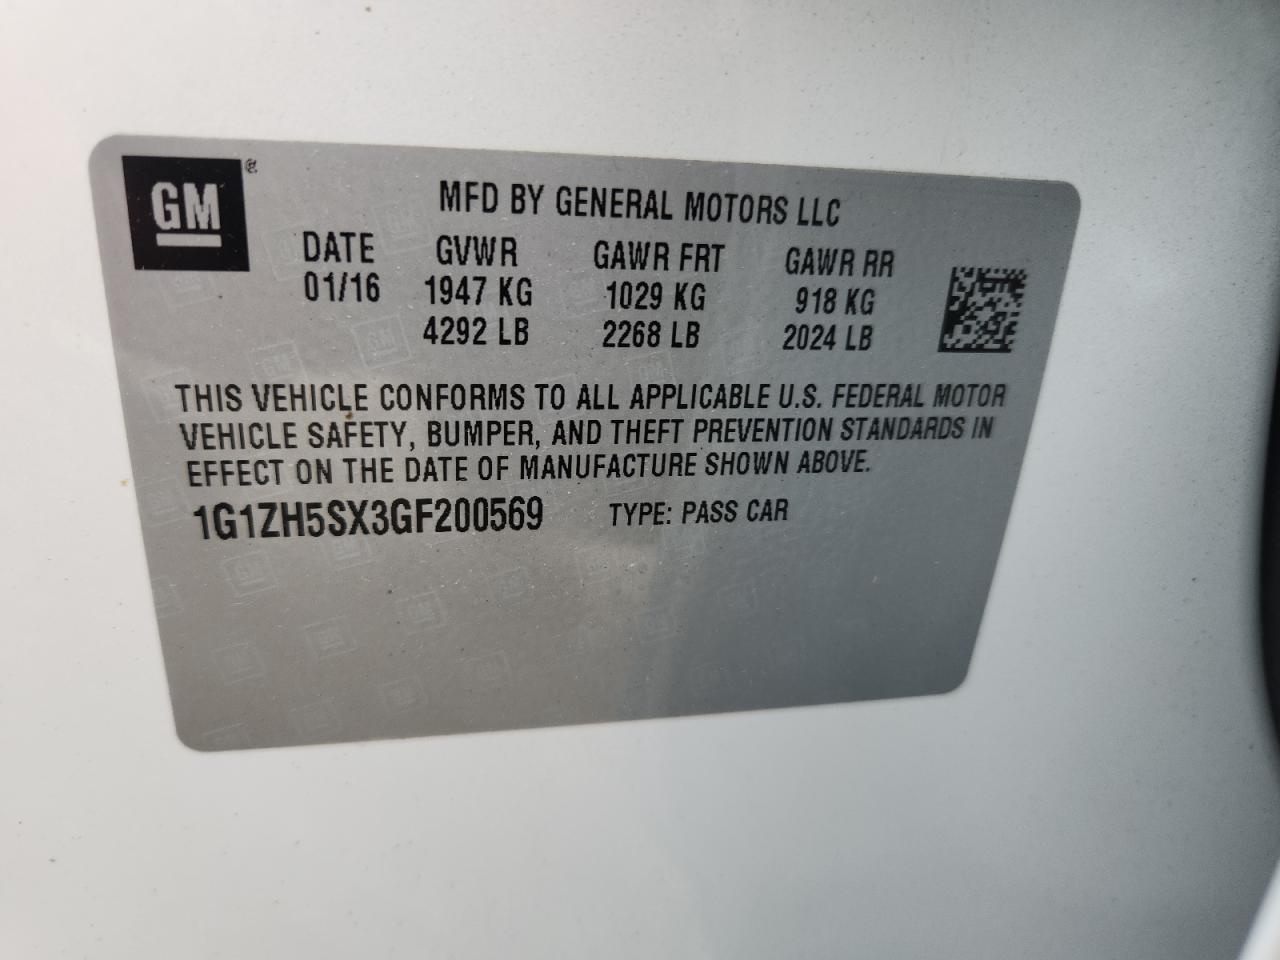 GM ®
MFD BY GENERAL MOTORS LLC
DATE GVWR GAWR FRT GAWR RR
01/16 1947 KG 1029 KG 918 KG
4292 LB 2268 LB 2024 LB
THIS VEHICLE CONFORMS TO ALL APPLICABLE U.S. FEDERAL MOTOR
VEHICLE SAFETY, BUMPER, AND THEFT PREVENTION STANDARDS IN
EFFECT ON THE DATE OF MANUFACTURE SHOWN ABOVE.
1G1ZH5SX3GF200569 TYPE: PASS CAR